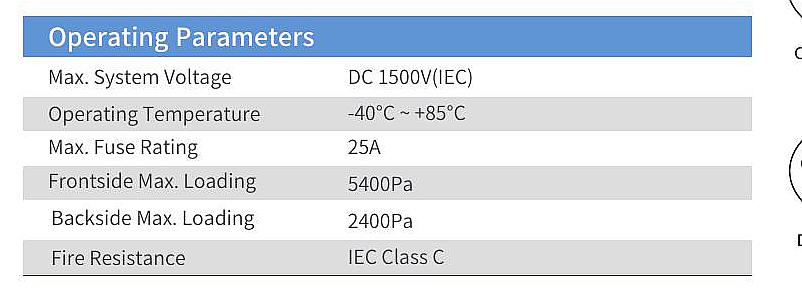 Operating Parameters
Max. System Voltage DC 1500V(IEC)
Operating Temperature -40°C ~ +85°C
Max. Fuse Rating 25A
Frontside Max. Loading 5400Pa
Backside Max. Loading 2400Pa
Fire Resistance IEC Class C